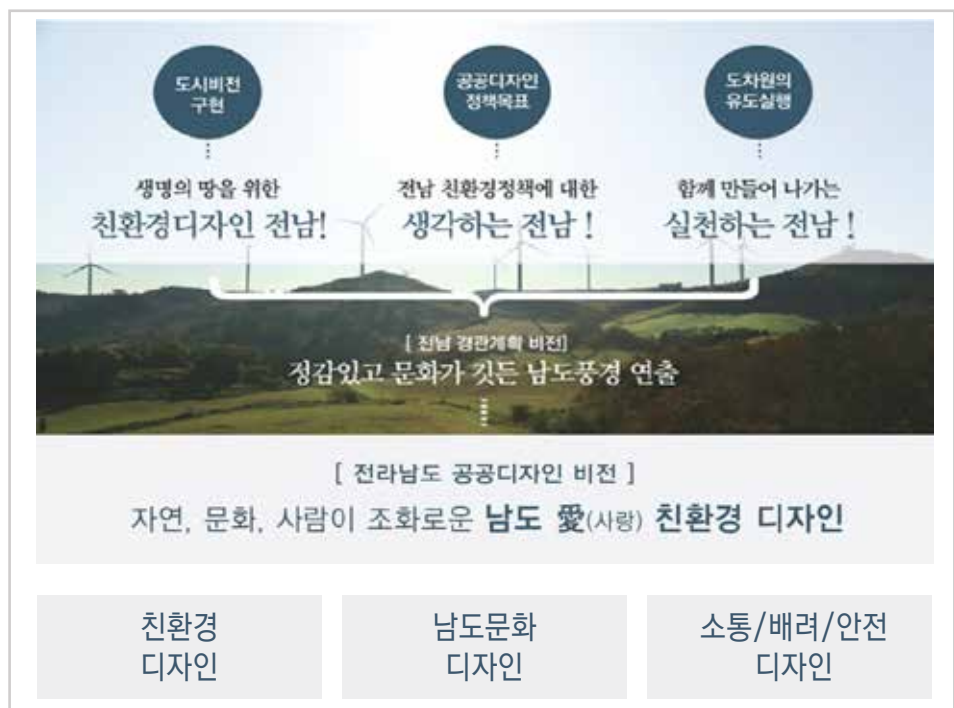 도시비전
구현
공공디자인
정책목표
도차원의
유도실행
생명의 땅을 위한
친환경디자인 전남!
전남 친환경정책에 대한
생각하는 전남 !
함께 만들어 나가는
실천하는 전남 !
[ 전남 경관계획 비전]
정감있고 문화가 깃든 남도풍경 연출
[ 전라남도 공공디자인 비전 ]
자연, 문화, 사람이 조화로운 남도 愛(사랑) 친환경 디자인
친환경
디자인
남도문화
디자인
소통/배려/안전
디자인